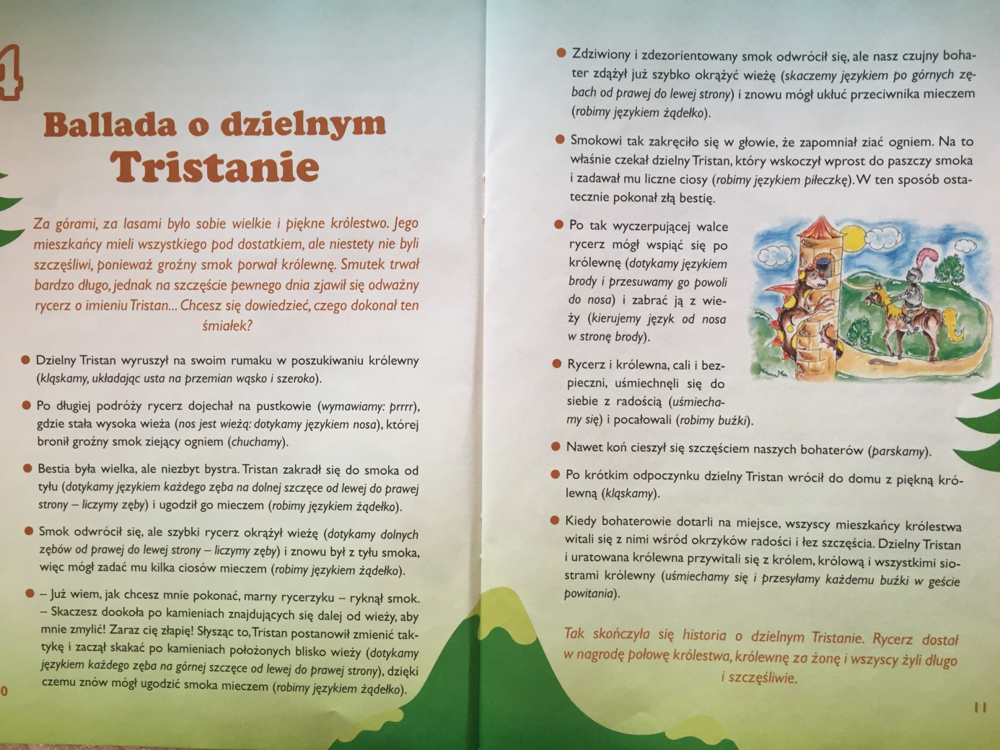 4
Ballada o dzielnym
Tristanie
Za górami, za lasami było sobie wielkie i piękne królestwo. Jego
mieszkańcy mieli wszystkiego pod dostatkiem, ale niestety nie byli
szczęśliwi, ponieważ groźny smok porwał królewnę. Smutek trwał
bardzo długo, jednak na szczęście pewnego dnia zjawił się odważny
rycerz o imieniu Tristan... Chcesz się dowiedzieć, czego dokonał ten
śmiałek?
● Dzielny Tristan wyruszył na swoim rumaku w poszukiwaniu królewny
(kląskamy, układając usta na przemian wąsko i szeroko).
● Po długiej podróży rycerz dojechał na pustkowie (wymawiamy: prrrr),
gdzie stała wysoka wieża (nos jest wieżą: dotykamy językiem nosa), której
bronił groźny smok ziejący ogniem (chuchamy).
● Bestia była wielka, ale niezbyt bystra. Tristan zakradł się do smoka od
tyłu (dotykamy językiem każdego zęba na dolnej szczęce od lewej do prawej
strony – liczymy zęby) i ugodził go mieczem (robimy językiem żądełko).
● Smok odwrócił się, ale szybki rycerz okrążył wieżę (dotykamy dolnych
zębów od prawej do lewej strony – liczymy zęby) i znowu był z tyłu smoka,
więc mógł zadać mu kilka ciosów mieczem (robimy językiem żądełko).
● – Już wiem, jak chcesz mnie pokonać, marny rycerzyku – ryknął smok.
– Skaczesz dookoła po kamieniach znajdujących się dalej od wieży, aby
mnie zmylić! Zaraz cię złapię! Słysząc to, Tristan postanowił zmienić tak-
tykę i zaczął skakać po kamieniach położonych blisko wieży (dotykamy
językiem każdego zęba na górnej szczęce od lewej do prawej strony), dzięki
czemu znów mógł ugodzić smoka mieczem (robimy językiem żądełko).
0
● Zdziwiony i zdezorientowany smok odwrócił się, ale nasz czujny boha-
ter zdążył już szybko okrążyć wieżę (skaczemy językiem po górnych zę-
bach od prawej do lewej strony) i znowu mógł ukłuć przeciwnika mieczem
(robimy językiem żądełko).
● Smokowi tak zakręciło się w głowie, że zapomniał ziać ogniem. Na to
właśnie czekał dzielny Tristan, który wskoczył wprost do paszczy smoka
i zadawał mu liczne ciosy (robimy językiem piłeczkę). W ten sposób osta-
tecznie pokonał złą bestię.
● Po tak wyczerpującej walce
rycerz mógł wspiąć się po
królewnę (dotykamy językiem
brody i przesuwamy go powoli
do nosa) i zabrać ją z wie-
ży (kierujemy język od nosa
w stronę brody).
● Rycerz i królewna, cali i bez-
pieczni, uśmiechnęli się do
siebie z radością (uśmiecha-
my się) i pocałowali (robimy buźki).
● Nawet koń cieszył się szczęściem naszych bohaterów (parskamy).
● Po krótkim odpoczynku dzielny Tristan wrócił do domu z piękną kró-
lewną (kląskamy).
● Kiedy bohaterowie dotarli na miejsce, wszyscy mieszkańcy królestwa
witali się z nimi wśród okrzyków radości i łez szczęścia. Dzielny Tristan
i uratowana królewna przywitali się z królem, królową i wszystkimi sio-
strami królewny (uśmiechamy się i przesyłamy każdemu buźki w geście
powitania).
Tak skończyła się historia o dzielnym Tristanie. Rycerz dostał
w nagrodę połowę królestwa, królewnę za żonę i wszyscy żyli długo
i szczęśliwie.
11